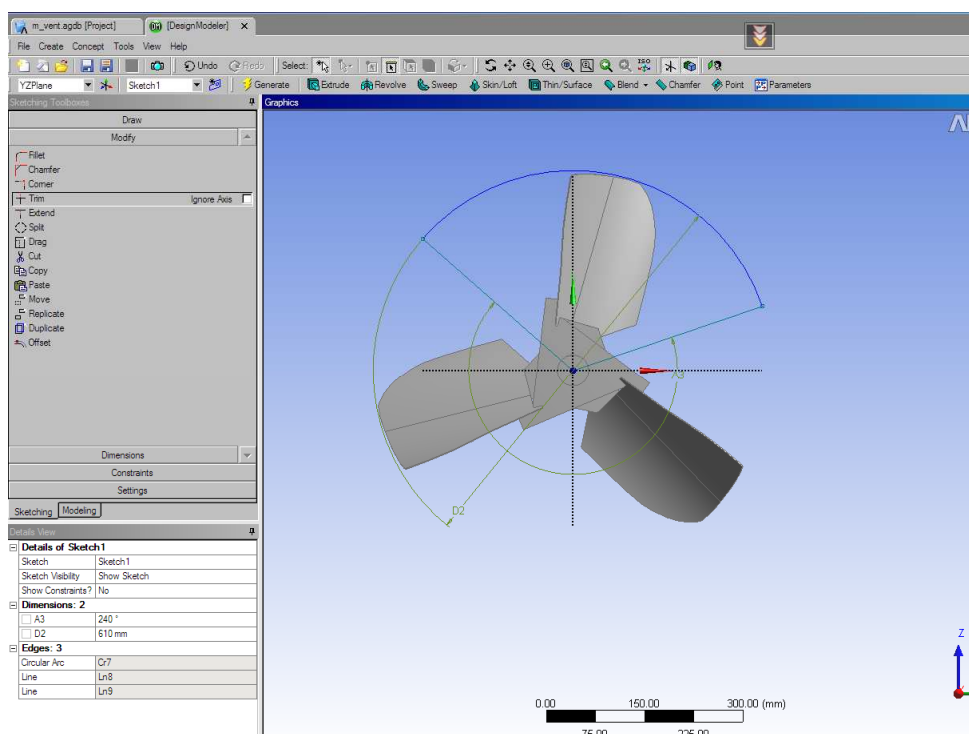 m_vent.agdb [Project] [DesignModeler] X
File Create Concept Tools View Help
Undo Redo Select: ISO
YZPlane Sketch1 Generate Extrude Revolve Sweep Skin/Loft Thin/Surface Blend Chamfer Point Parameters
Sketching Toolboxes Graphics
Draw
Modify
Fillet
Chamfer
Corner
Trim Ignore Axis
Extend
Split
Drag
Cut
Copy
Paste
Move
Replicate
Duplicate
Offset
Dimensions
Constraints
Settings
Sketching Modeling
Details View
Details of Sketch1
Sketch Sketch1
Sketch Visibility Show Sketch
Show Constraints? No
Dimensions: 2
A3 240 °
D2 610 mm
Edges: 3
Circular Arc Cr7
Line Ln8
Line Ln9
A3
D2
Z
0.00 150.00 300.00 (mm)
75.00 225.00